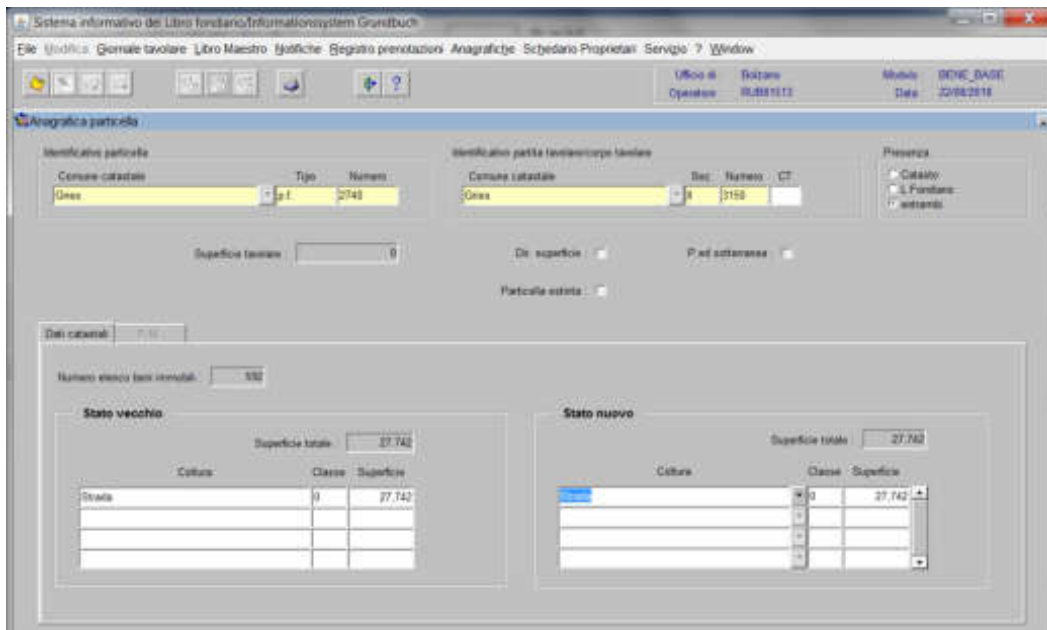 Sistema informativo del Libro fondiario/Informationssystem Grundbuch
File Modifica Giornale tavolare Libro Maestro Notifiche Registro prenotazioni Anagrafiche Schedario Proprietari Servizio ? Window
Ufficio di Bolzano Modulo BENE_BASE
Operatore Data
Anagrafica particella
Identificativo particella Identificativo partita tavolare/corpo tavolare Presenza
Comune catastale Tipo Numero Comune catastale Sez Numero CT Catasto
Gries p.f. 2740 Gries II 3150 L.Fondiario
entrambi
Superficie tavolare 0 Dir. superficie : P.ed sotterranea :
Particella estinta :
Dati catastali P.M.
Numero elenco beni immobili
Stato vecchio Stato nuovo
Superficie totale 27.742 Superficie totale 27.742
Coltura Classe Superficie Coltura Classe Superficie
Strada 0 27,742 Strada 0 27,742